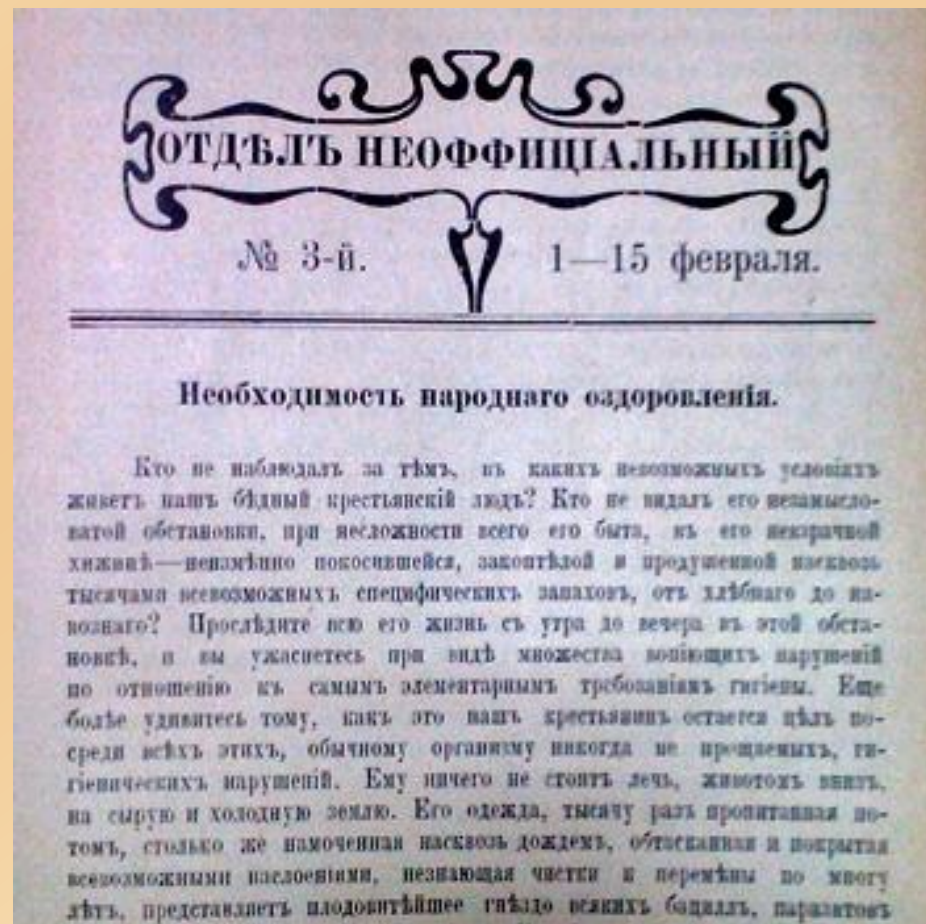 ОТДѢЛЪ НЕОФФИЦІАЛЬНЫЙ
№ 3-й. 1—15 февраля.
Необходимость народнаго оздоровленія.
Кто не наблюдалъ за тѣмъ, въ какихъ невозможныхъ условіяхъ
живетъ нашъ бѣдный крестьянскій людъ? Кто не видалъ его незамысло-
ватой обстановки, при несложности всего его быта, въ его невзрачной
хижинѣ—неизмѣнно покосившейся, закоптѣлой и продушенной насквозь
тысячами всевозможныхъ специфическихъ запаховъ, отъ хлѣбнаго до на-
вознаго? Прослѣдите всю его жизнь съ утра до вечера въ этой обста-
новкѣ, и вы ужаснетесь при видѣ множества вопіющихъ нарушеній
по отношенію къ самымъ элементарнымъ требованіямъ гигіены. Еще
болѣе удивитесь тому, какъ это нашъ крестьянинъ остается цѣлъ по-
среди всѣхъ этихъ, обычному организму никогда не прощаемыхъ, ги-
гіеническихъ нарушеній. Ему ничего не стоитъ лечь, животомъ внизъ,
на сырую и холодную землю. Его одежда, тысячу разъ пропитанная по-
томъ, столько же намоченная насквозь дождемъ, обтасканная и покрытая
всевозможными наслоеніями, незнающая чистки и перемѣны по многу
лѣтъ, представляетъ плодовитѣйшее гнѣздо всякихъ бациллъ, паразитовъ